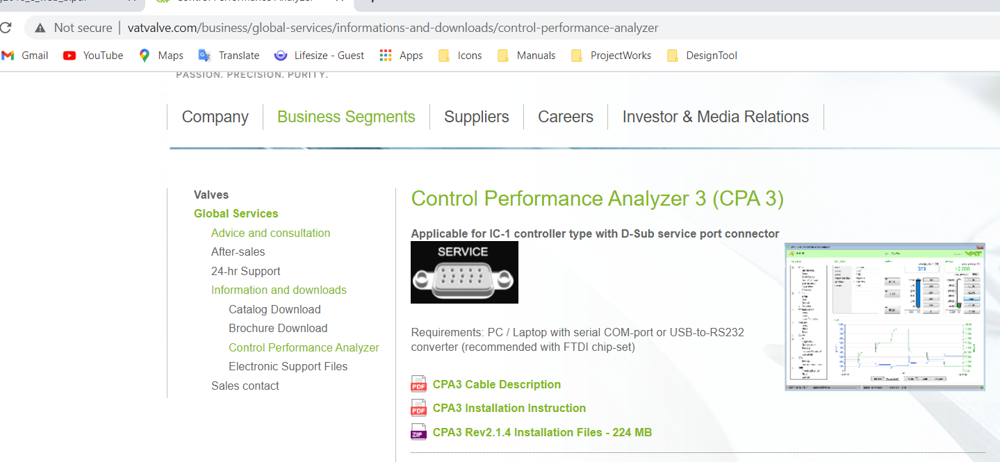 Not secure | vatvalve.com/business/global-services/informations-and-downloads/control-performance-analyzer
Gmail YouTube Maps Translate Lifesize - Guest Apps Icons Manuals ProjectWorks DesignTool
PASSION. PRECISION. PURITY.
Company Business Segments Suppliers Careers Investor & Media Relations
Valves
Global Services
Advice and consultation
After-sales
24-hr Support
Information and downloads
Catalog Download
Brochure Download
Control Performance Analyzer
Electronic Support Files
Sales contact
Control Performance Analyzer 3 (CPA 3)
Applicable for IC-1 controller type with D-Sub service port connector
SERVICE
VAT
Requirements: PC / Laptop with serial COM-port or USB-to-RS232
converter (recommended with FTDI chip-set)
PDF CPA3 Cable Description
PDF CPA3 Installation Instruction
ZIP CPA3 Rev2.1.4 Installation Files - 224 MB